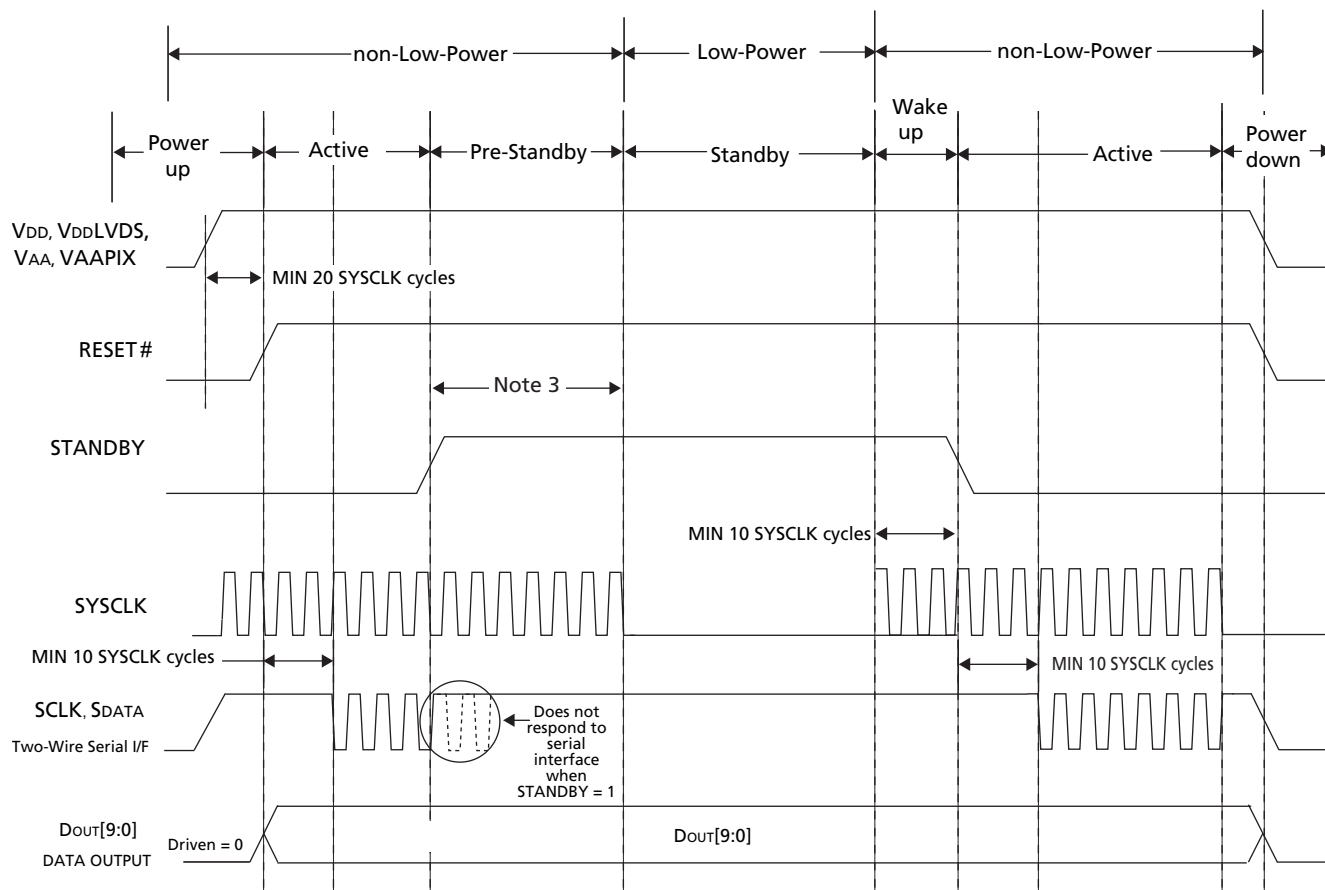 non-Low-Power
Low-Power
non-Low-Power
Power
up
Active
Pre-Standby
Standby
Wake
up
Active
Power
down
VDD, VDDLVDS,
VAA, VAAPIX
MIN 20 SYSCLK cycles
RESET#
Note 3
STANDBY
MIN 10 SYSCLK cycles
SYSCLK
MIN 10 SYSCLK cycles
MIN 10 SYSCLK cycles
SCLK, SDATA
Two-Wire Serial I/F
Does not
respond to
serial
interface
when
STANDBY = 1
DOUT[9:0]
DATA OUTPUT
Driven = 0
DOUT[9:0]